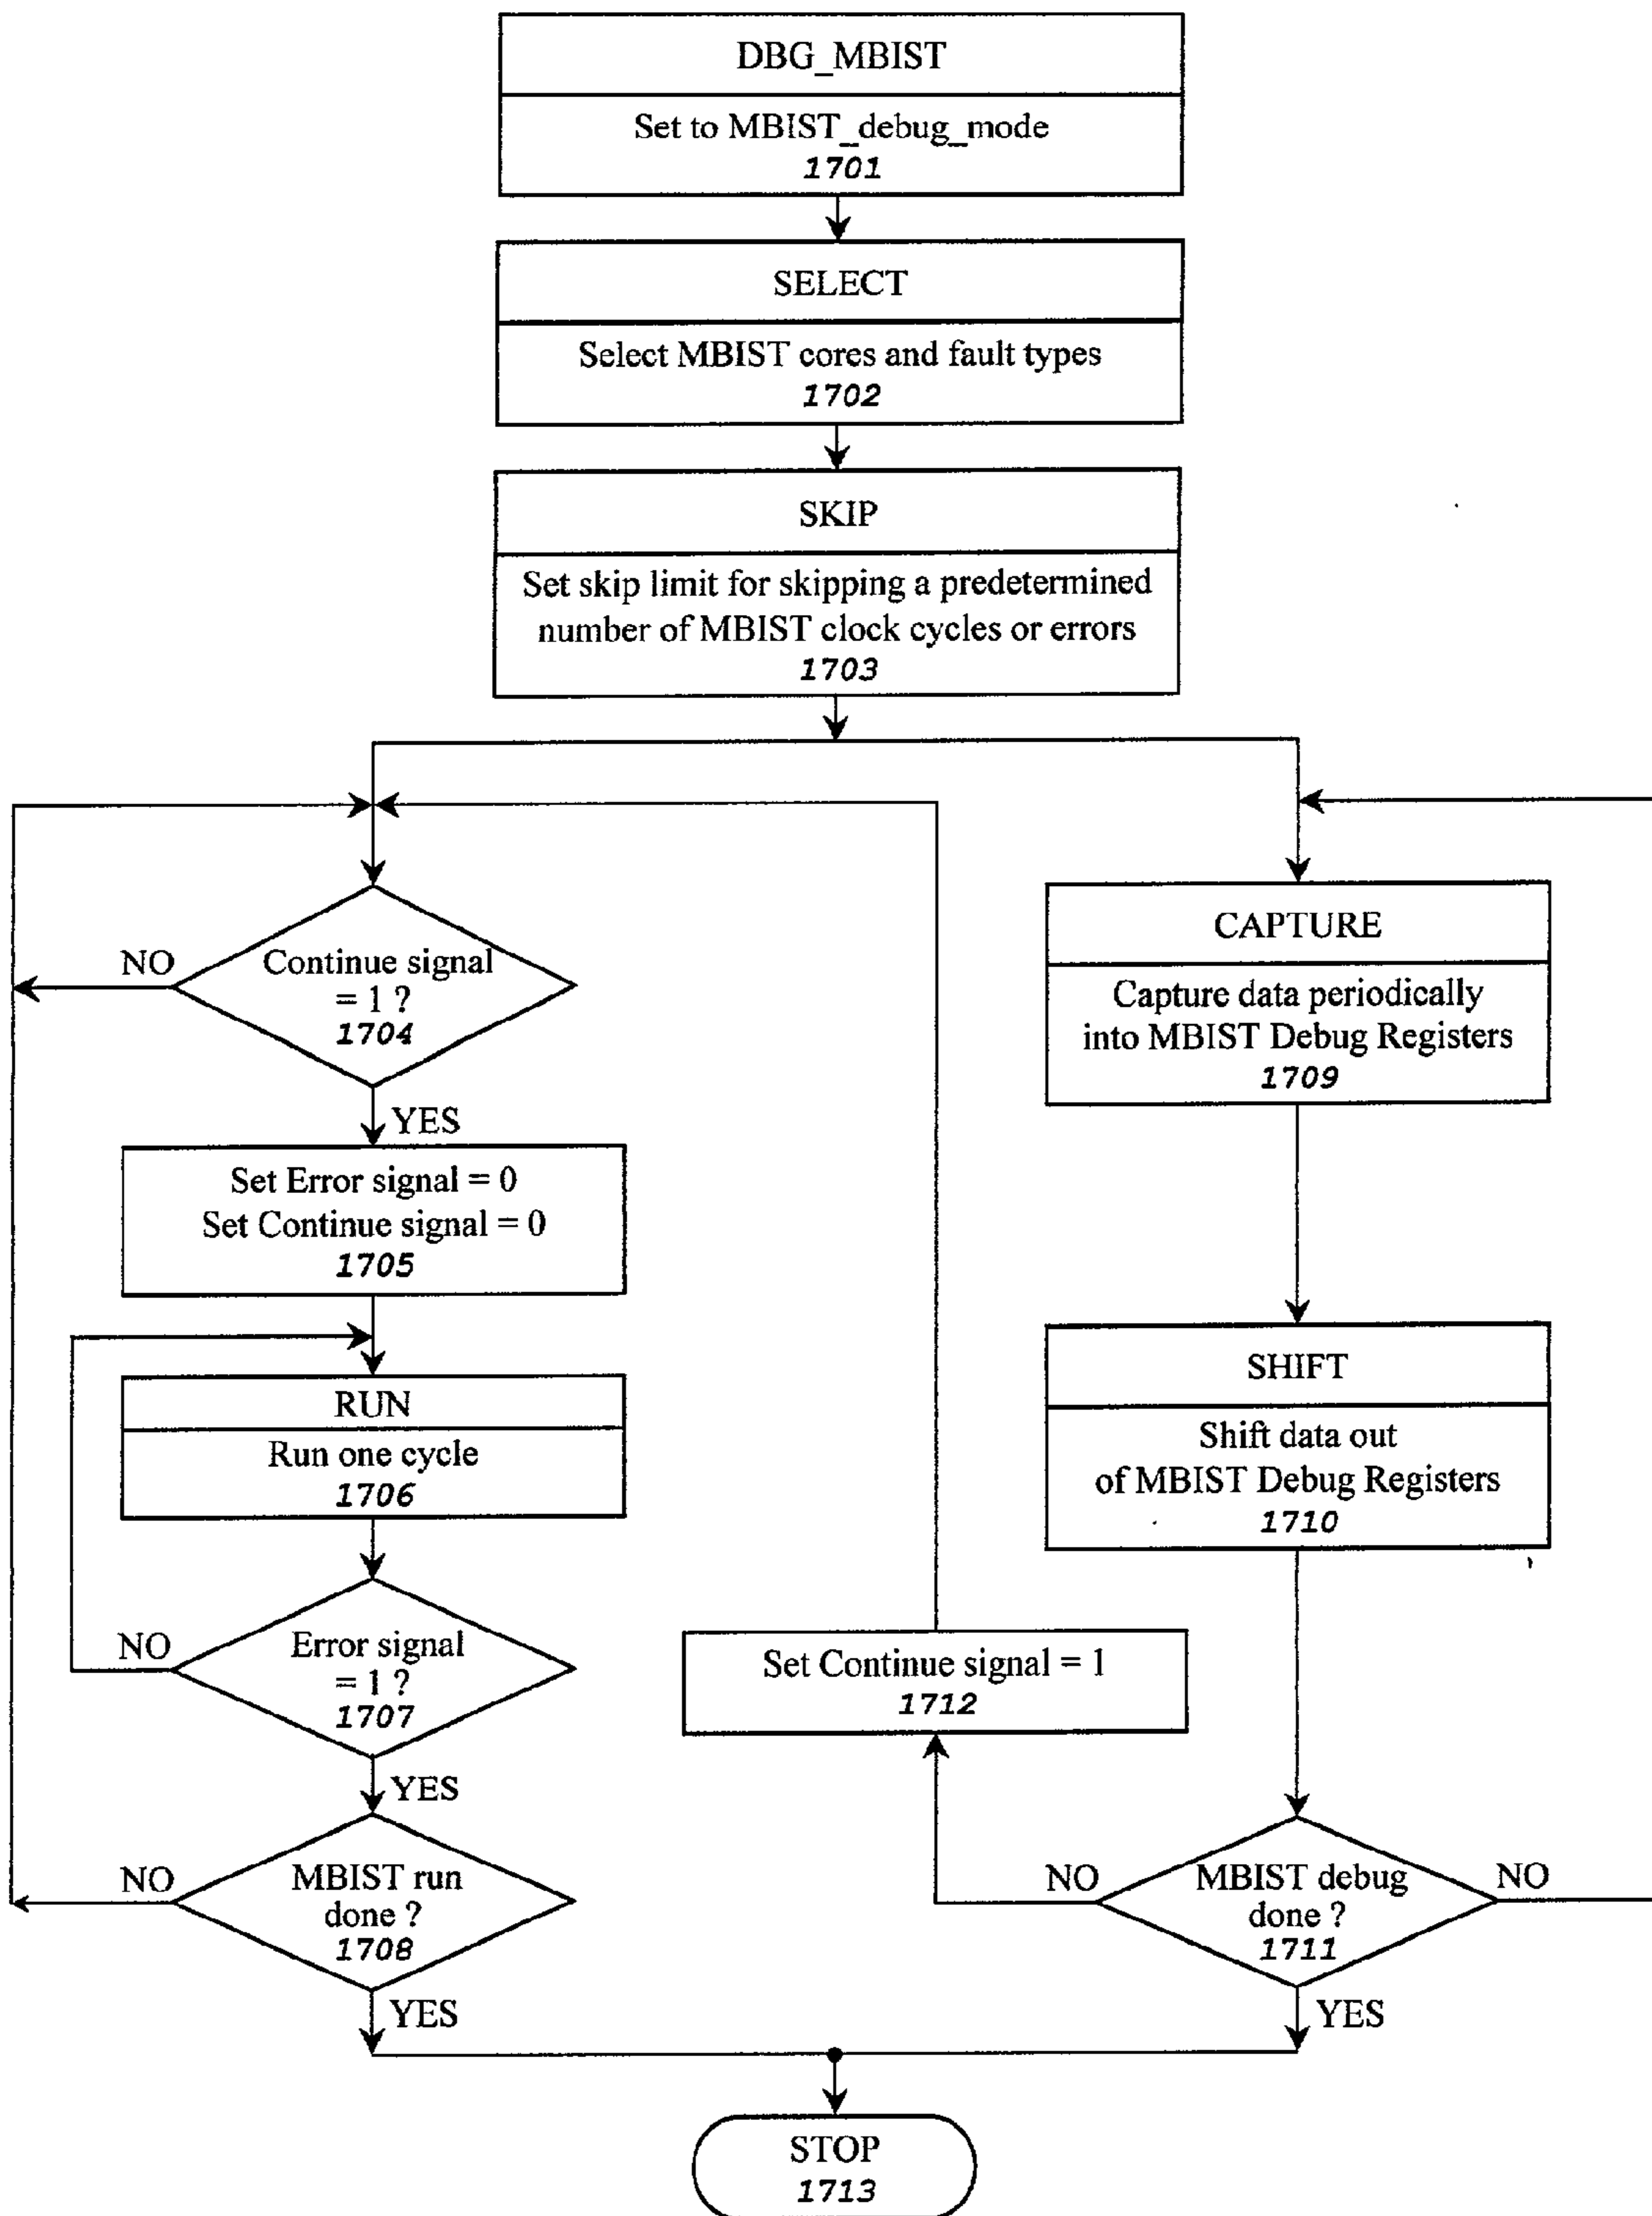 DBG_MBIST
Set to MBIST_debug_mode
1701
SELECT
Select MBIST cores and fault types
1702
SKIP
Set skip limit for skipping a predetermined
number of MBIST clock cycles or errors
1703
NO
Continue signal
= 1 ?
1704
YES
Set Error signal = 0
Set Continue signal = 0
1705
RUN
Run one cycle
1706
NO
Error signal
= 1 ?
1707
YES
NO
MBIST run
done ?
1708
YES
CAPTURE
Capture data periodically
into MBIST Debug Registers
1709
SHIFT
Shift data out
of MBIST Debug Registers
1710
Set Continue signal = 1
1712
NO
MBIST debug
done ?
1711
NO
YES
STOP
1713